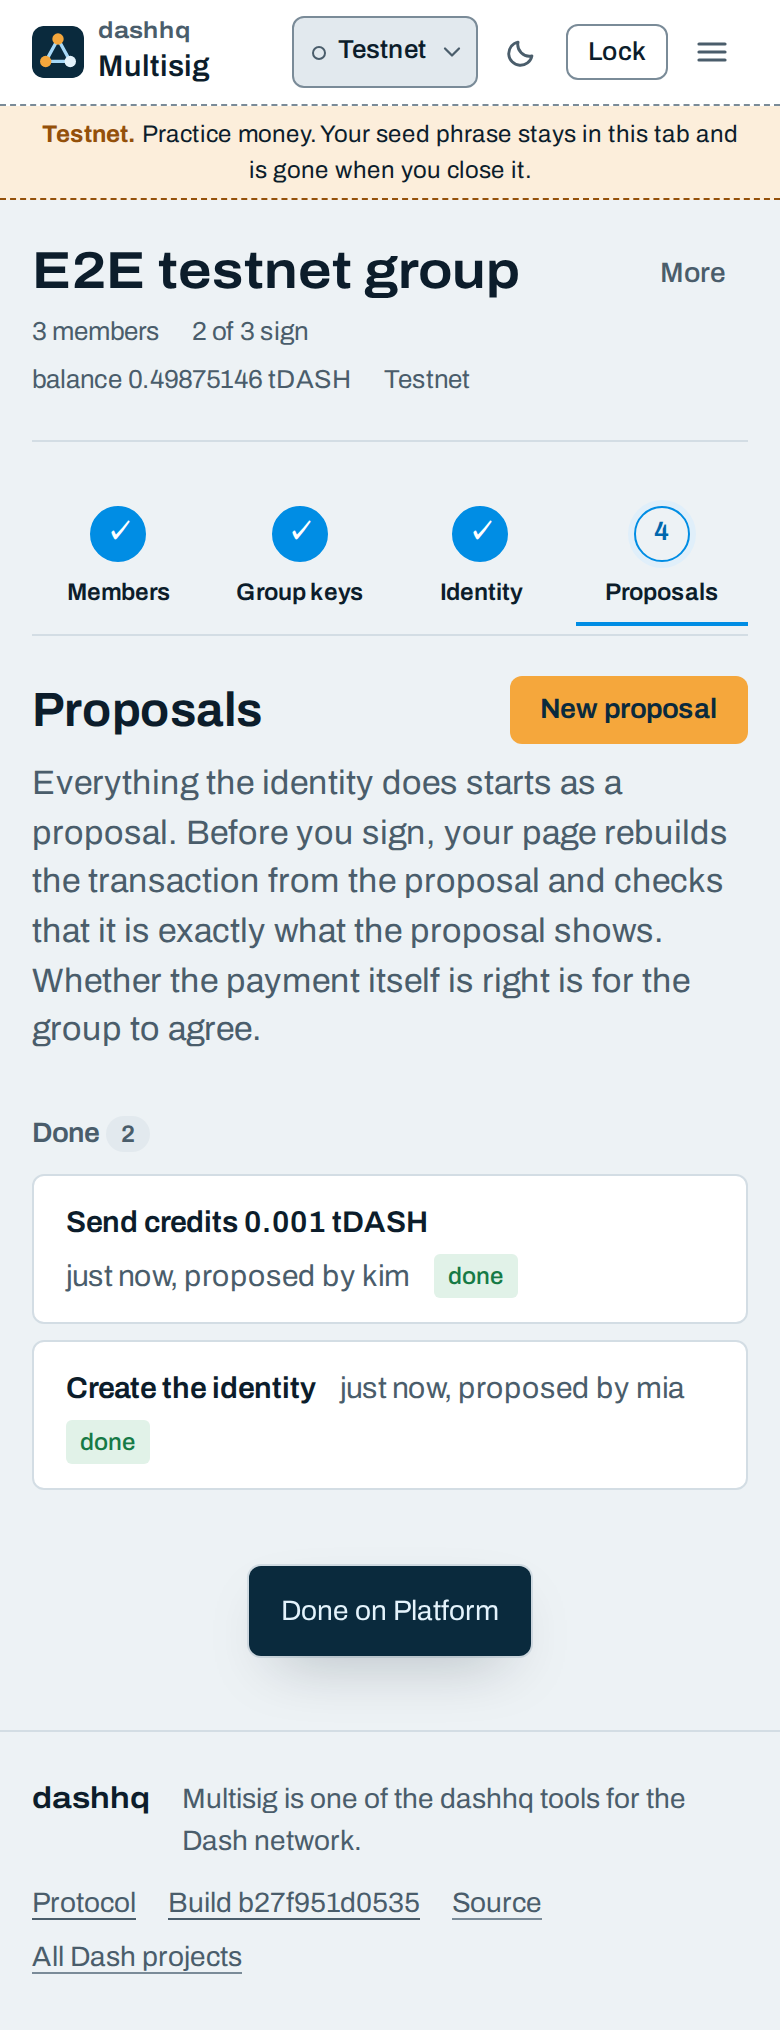 dashhq
Multisig
Testnet
Lock
Testnet. Practice money. Your seed phrase stays in this tab and
is gone when you close it.
E2E testnet group
More
3 members 2 of 3 sign
balance 0.49875146 tDASH Testnet
✓ ✓ ✓ 4
Members Group keys Identity Proposals
Proposals
New proposal
Everything the identity does starts as a
proposal. Before you sign, your page rebuilds
the transaction from the proposal and checks
that it is exactly what the proposal shows.
Whether the payment itself is right is for the
group to agree.
Done 2
Send credits 0.001 tDASH
just now, proposed by kim done
Create the identity just now, proposed by mia
done
Done on Platform
dashhq Multisig is one of the dashhq tools for the
Dash network.
Protocol Build b27f951d0535 Source
All Dash projects